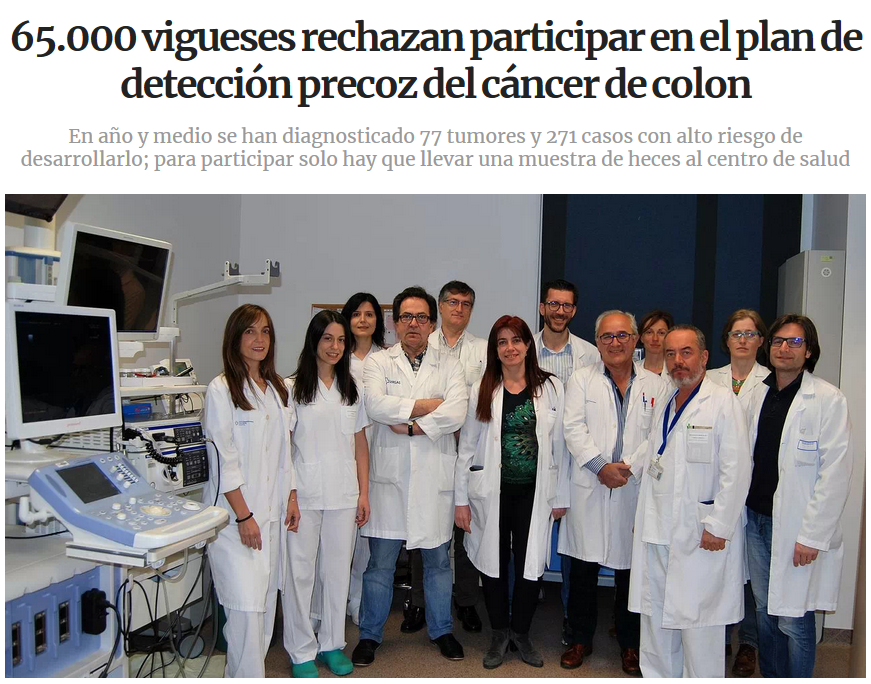 65.000 vigueses rechazan participar en el plan de
detección precoz del cáncer de colon
En año y medio se han diagnosticado 77 tumores y 271 casos con alto riesgo de
desarrollarlo; para participar solo hay que llevar una muestra de heces al centro de salud